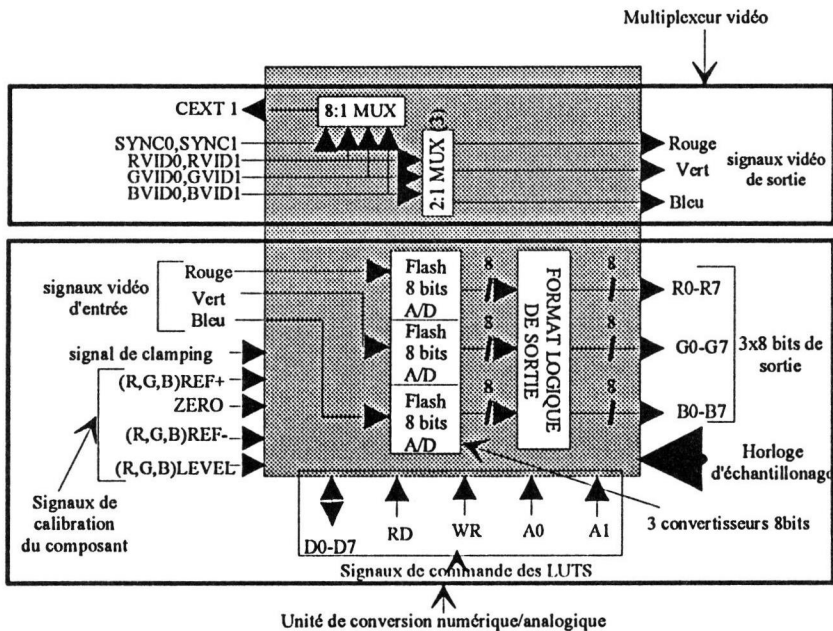 Multiplexeur vidéo
CEXT 1
8:1 MUX
SYNC0,SYNC1
RVID0,RVID1
GVID0,GVID1
BVID0,BVID1
2:1 MUX (3)
Rouge
Vert
Bleu
signaux vidéo
de sortie
signaux vidéo
d'entrée
Rouge
Vert
Bleu
signal de clamping
(R,G,B)REF+
ZERO
(R,G,B)REF-
(R,G,B)LEVEL
Signaux de
calibration
du composant
Flash
8 bits
A/D
Flash
8 bits
A/D
Flash
8 bits
A/D
8
8
8
FORMAT LOGIQUE
DE SORTIE
8
8
8
R0-R7
G0-G7
B0-B7
3x8 bits de
sortie
Horloge
d'échantillonago
3 convertisseurs 8bits
D0-D7
RD
WR
A0
A1
Signaux de commande des LUTS
Unité de conversion numérique/analogique